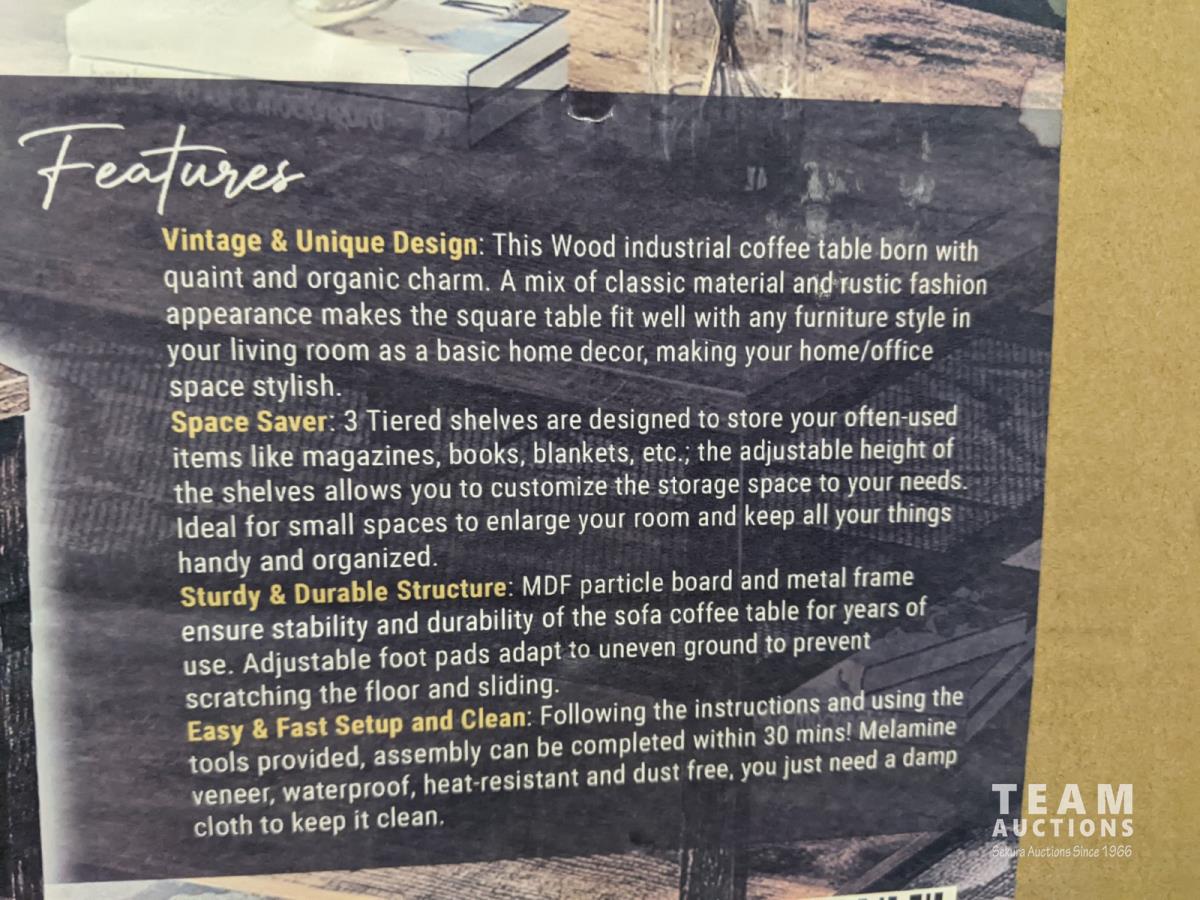 Features
Vintage & Unique Design: This Wood industrial coffee table born with
quaint and organic charm. A mix of classic material and rustic fashion
appearance makes the square table fit well with any furniture style in
your living room as a basic home decor, making your home/office
space stylish.
Space Saver: 3 Tiered shelves are designed to store your often-used
items like magazines, books, blankets, etc.; the adjustable height of
the shelves allows you to customize the storage space to your needs.
Ideal for small spaces to enlarge your room and keep all your things
handy and organized.
Sturdy & Durable Structure: MDF particle board and metal frame
ensure stability and durability of the sofa coffee table for years of
use. Adjustable foot pads adapt to uneven ground to prevent
scratching the floor and sliding.
Easy & Fast Setup and Clean: Following the instructions and using the
tools provided, assembly can be completed within 30 mins! Melamine
veneer, waterproof, heat-resistant and dust free, you just need a damp
cloth to keep it clean.
TEAM
AUCTIONS
Sekura Auctions Since 1966